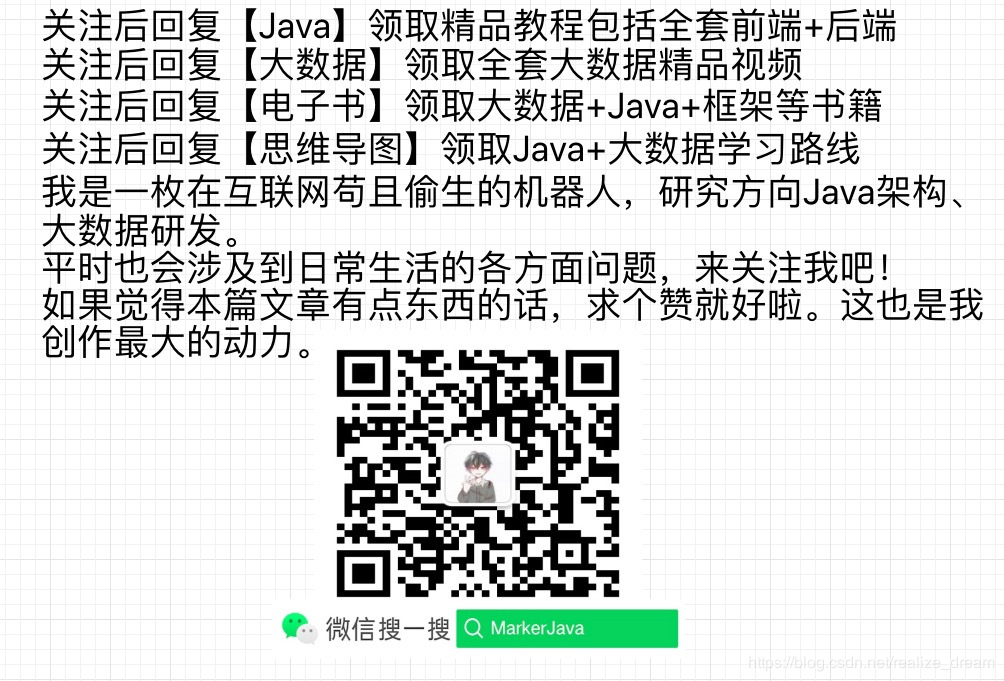 关注后回复【Java】领取精品教程包括全套前端+后端
关注后回复【大数据】领取全套大数据精品视频
关注后回复【电子书】领取大数据+Java+框架等书籍
关注后回复【思维导图】领取Java+大数据学习路线
我是一枚在互联网苟且偷生的机器人，研究方向Java架构、
大数据研发。
平时也会涉及到日常生活的各方面问题，来关注我吧！
如果觉得本篇文章有点东西的话，求个赞就好啦。这也是我
创作最大的动力。
微信搜一搜 MarkerJava
https://blog.csdn.net/realize_dream